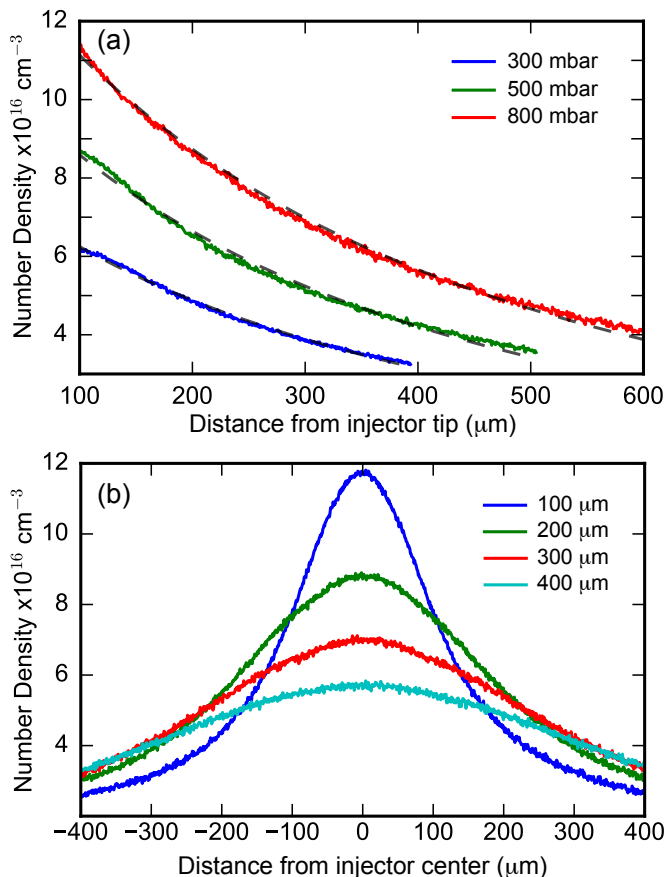 (a)
300 mbar
500 mbar
800 mbar
12
10
8
6
4
Number Density x10^16 cm^−3
100 200 300 400 500 600
Distance from injector tip (μm)
(b)
100 μm
200 μm
300 μm
400 μm
12
10
8
6
4
Number Density x10^16 cm^−3
−400 −300 −200 −100 0 100 200 300 400
Distance from injector center (μm)